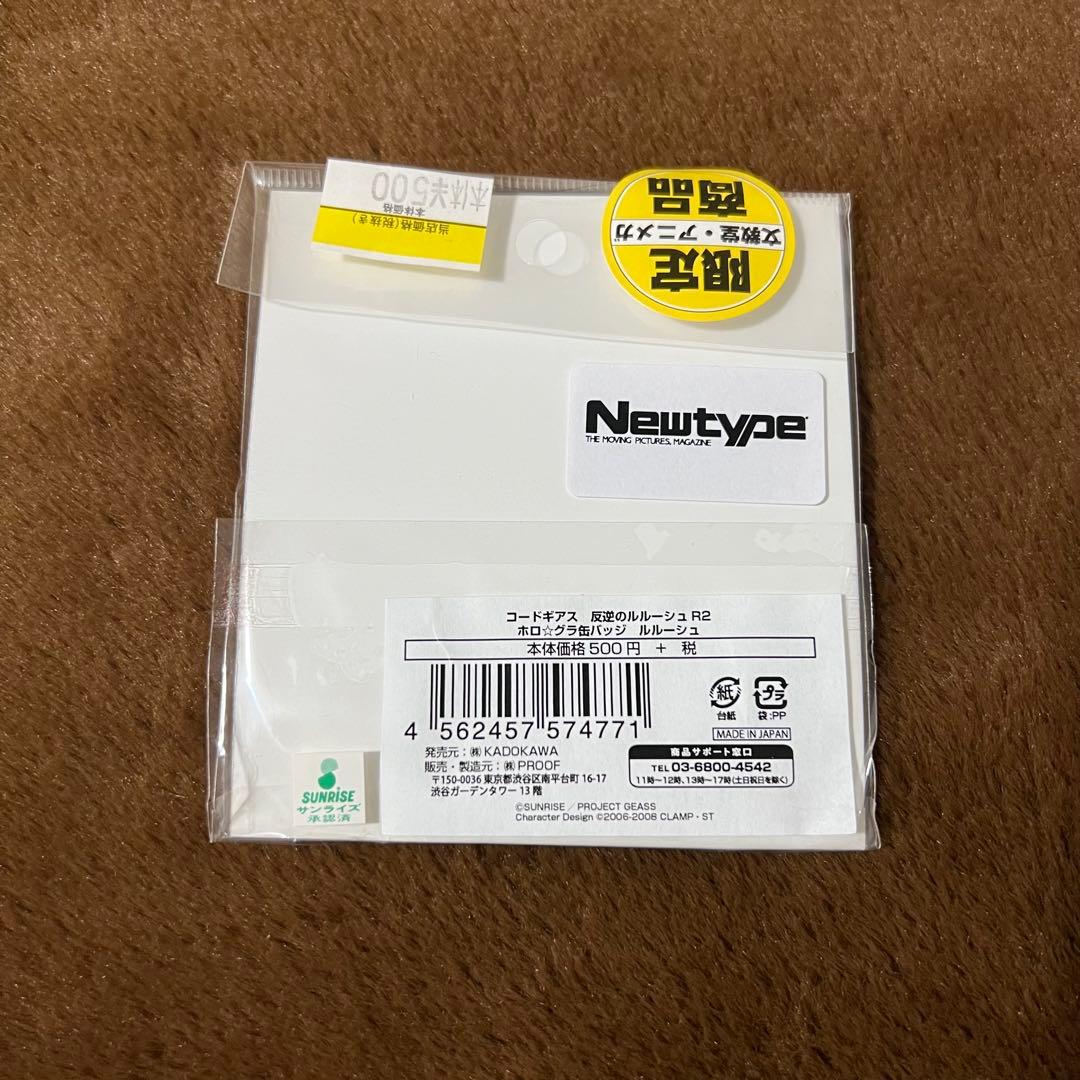 本体¥500
本体価格
当店価格(税抜き)
限定
文教堂・アニメガ
商品
Newtype
THE MOVING PICTURES, MAGAZINE
コードギアス 反逆のルルーシュ R2
ホロ☆グラ缶バッジ ルルーシュ
本体価格500円 + 税
4 562457 574771
紙
台紙
プラ
袋:PP
MADE IN JAPAN
発売元:㈱KADOKAWA
販売・製造元:㈱PROOF
〒150-0036 東京都渋谷区南平台町 16-17
渋谷ガーデンタワー 13 階
商品サポート窓口
TEL 03-6800-4542
11時〜12時、13時〜17時(土日祝日を除く)
©SUNRISE/PROJECT GEASS
Character Design ©2006-2008 CLAMP・ST
SUNRISE
サンライズ
承認済